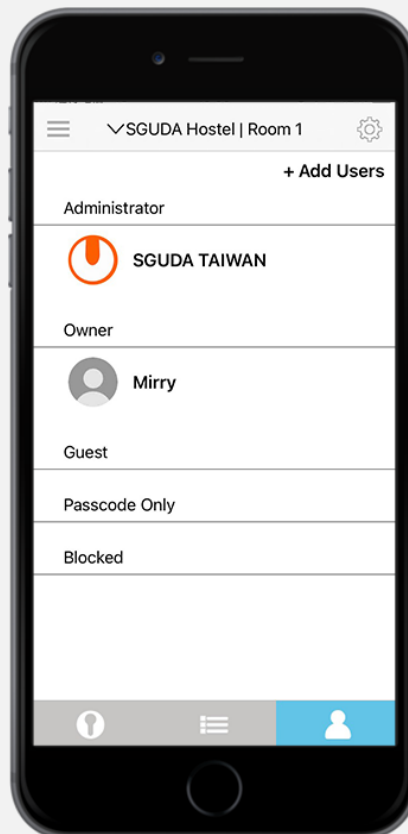 SGUDA Hostel | Room 1
+ Add Users
Administrator
SGUDA TAIWAN
Owner
Mirry
Guest
Passcode Only
Blocked